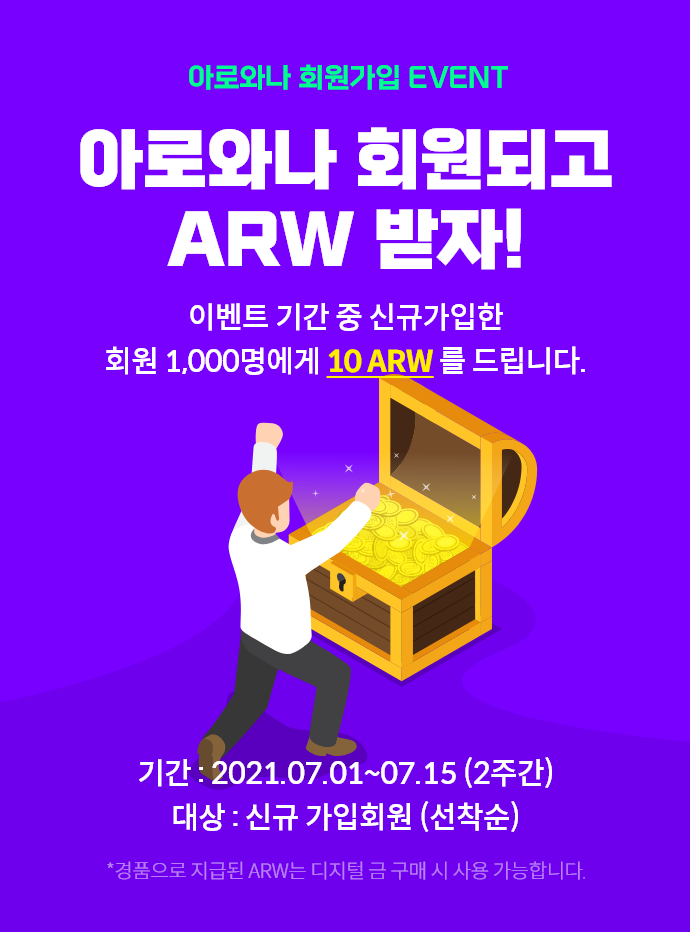 아로와나 회원가입 EVENT
아로와나 회원되고
ARW 받자!
이벤트 기간 중 신규가입한
회원 1,000명에게 10 ARW 를 드립니다.
기간 : 2021.07.01~07.15 (2주간)
대상 : 신규 가입회원 (선착순)
*경품으로 지급된 ARW는 디지털 금 구매 시 사용 가능합니다.